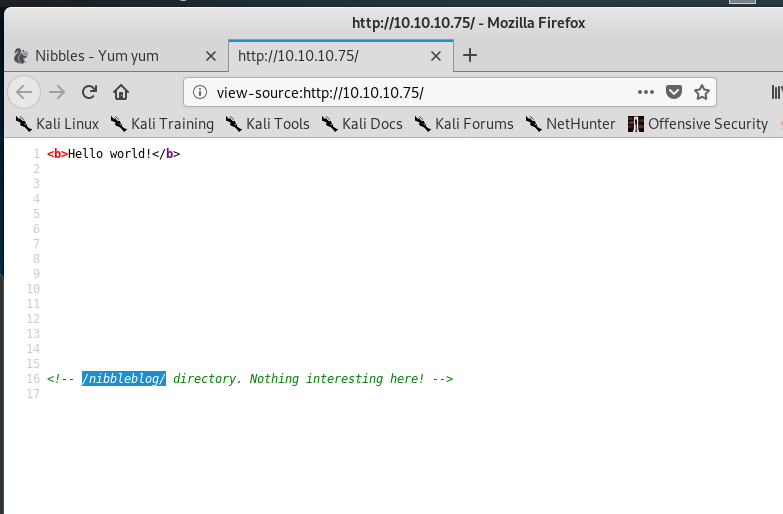 http://10.10.10.75/ - Mozilla Firefox
Nibbles - Yum yum × http://10.10.10.75/ × +
view-source:http://10.10.10.75/
Kali Linux Kali Training Kali Tools Kali Docs Kali Forums NetHunter Offensive Security
1 <b>Hello world!</b>
2
3
4
5
6
7
8
9
10
11
12
13
14
15
16 <!-- /nibbleblog/ directory. Nothing interesting here! -->
17